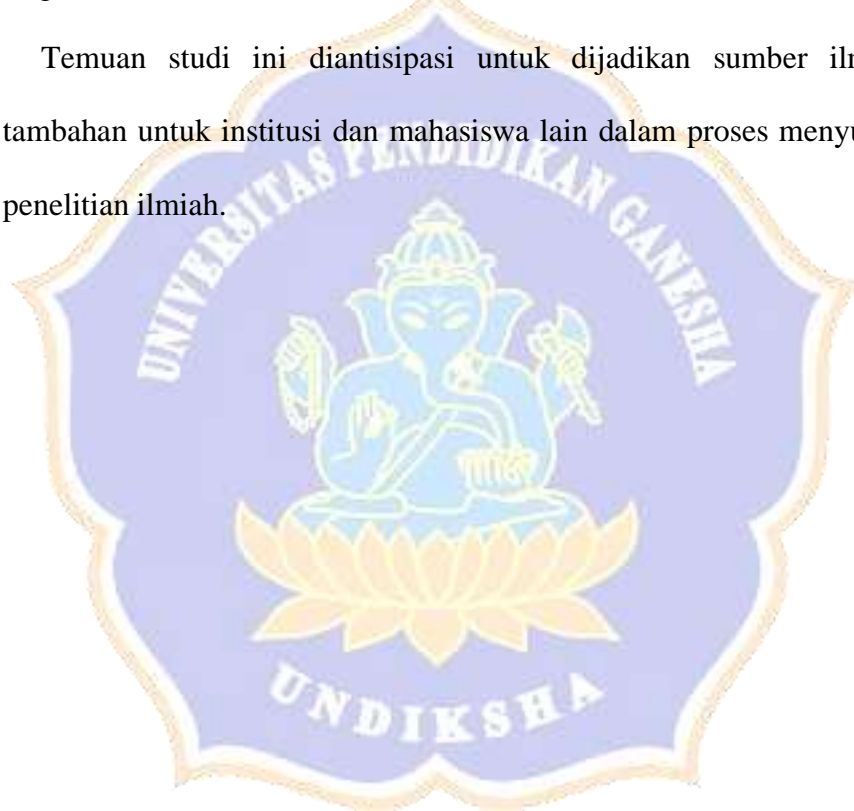 Temuan studi ini diantisipasi untuk dijadikan sumber
tambahan untuk institusi dan mahasiswa lain dalam proses
penelitian ilmiah.
UNIVERSITAS PENDIDIKAN GANESHA
UNDIKSHA